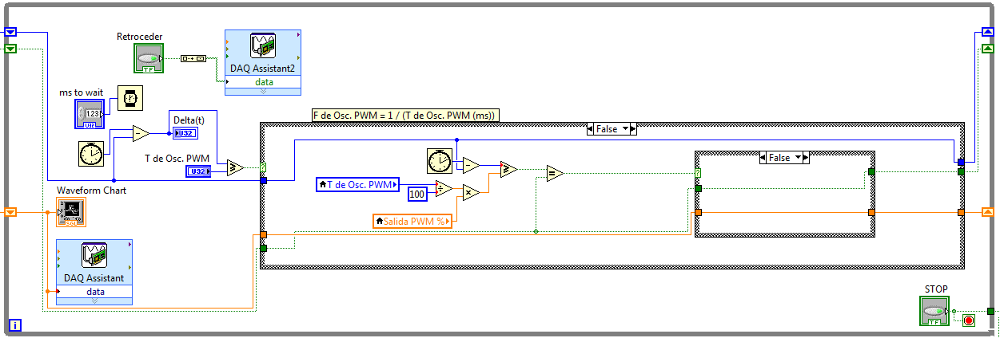 Retroceder
TF
DAQ Assistant2
data
ms to wait
1.23
U32
Delta(t)
U32
T de Osc. PWM
U32
F de Osc. PWM = 1 / (T de Osc. PWM (ms))
False
?
False
?
T de Osc. PWM
100
Salida PWM %
Waveform Chart
SGL
DAQ Assistant
data
STOP
TF
i